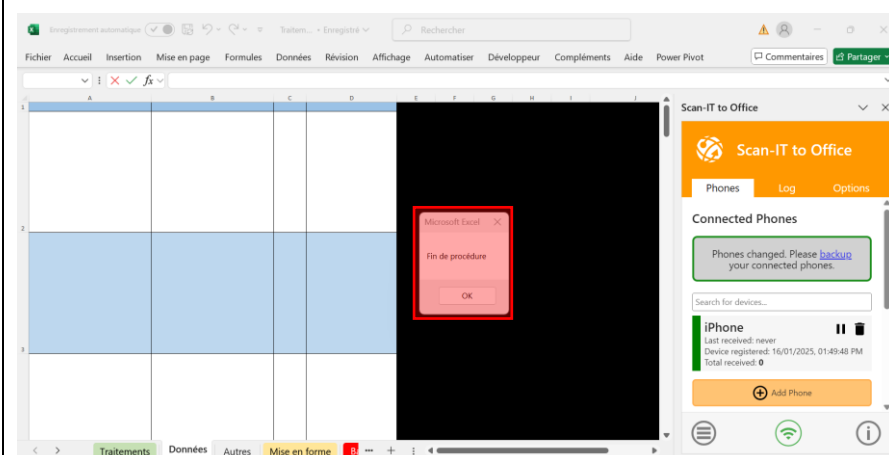 Enregistrement automatique
Traitem... • Enregistré
Rechercher
Fichier Accueil Insertion Mise en page Formules Données Révision Affichage Automatiser Développeur Compléments Aide Power Pivot Commentaires Partager
fx
A B C D E F G H I J
1
2
3
Microsoft Excel
Fin de procédure
OK
Scan-IT to Office
Scan-IT to Office
Phones Log Options
Connected Phones
Phones changed. Please backup
your connected phones.
Search for devices...
iPhone
Last received: never
Device registered: 16/01/2025, 01:49:48 PM
Total received: 0
Add Phone
Traitements Données Autres Mise en forme